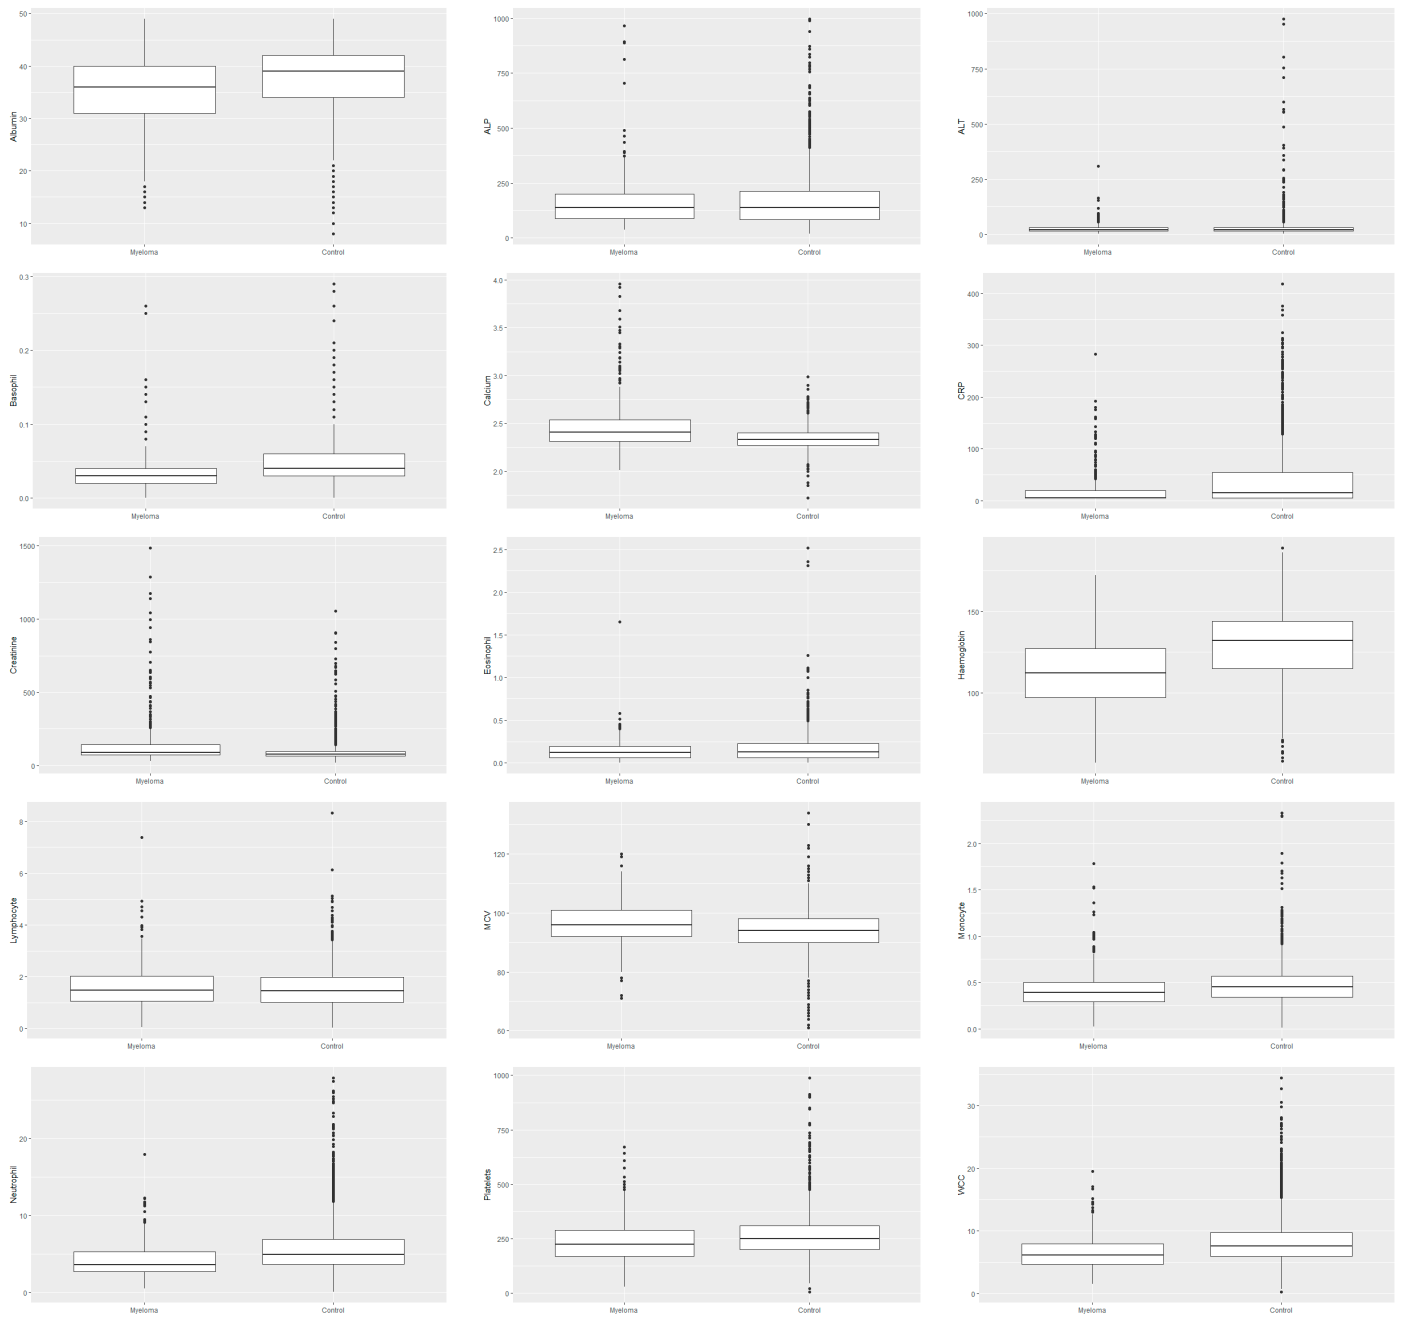 Albumin
50
40
30
20
10
Myeloma Control
ALP
1000
750
500
250
0
Myeloma Control
ALT
1000
750
500
250
0
Myeloma Control
Basophil
0.3
0.2
0.1
0.0
Myeloma Control
Calcium
4.0
3.5
3.0
2.5
2.0
Myeloma Control
CRP
400
300
200
100
0
Myeloma Control
Creatinine
1500
1000
500
0
Myeloma Control
Eosinophil
2.5
2.0
1.5
1.0
0.5
0.0
Myeloma Control
Haemoglobin
150
100
Myeloma Control
Lymphocyte
8
6
4
2
0
Myeloma Control
MCV
120
100
80
60
Myeloma Control
Monocyte
2.0
1.5
1.0
0.5
0.0
Myeloma Control
Neutrophil
20
10
0
Myeloma Control
Platelets
1000
750
500
250
0
Myeloma Control
WCC
30
20
10
0
Myeloma Control